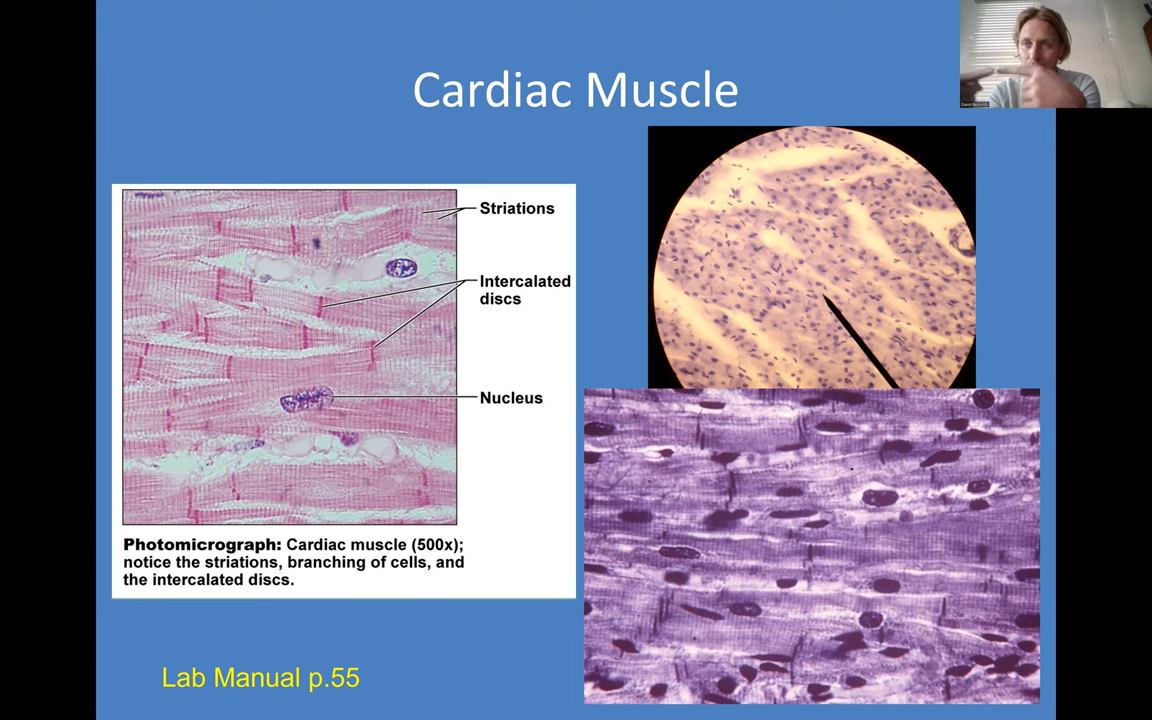 Cardiac Muscle
Striations
Intercalated
discs
Nucleus
Photomicrograph: Cardiac muscle (500x);
notice the striations, branching of cells, and
the intercalated discs.
Lab Manual p.55